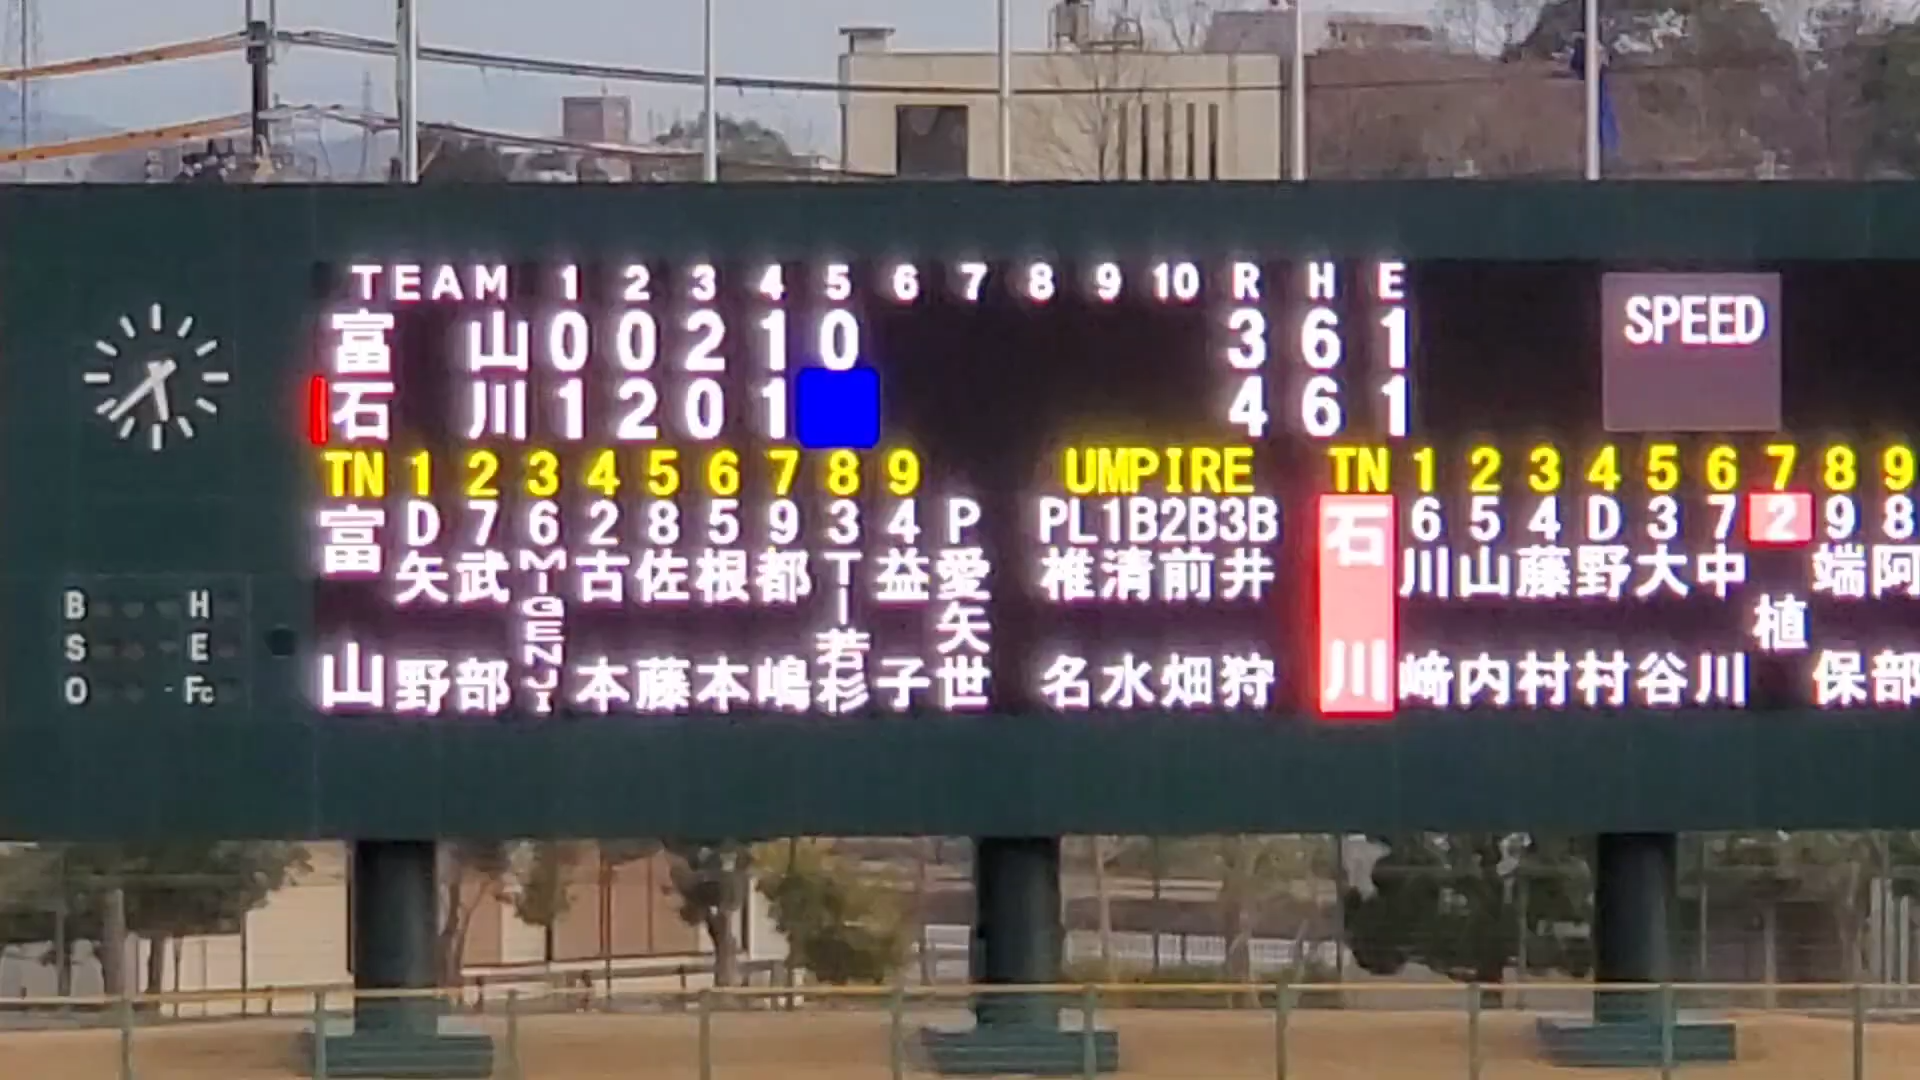 TEAM 1 2 3 4 5 6 7 8 9 10 R H E
富山 0 0 2 1 0 3 6 1
石川 1 2 0 1 4 6 1
SPEED
TN 1 2 3 4 5 6 7 8 9
富山
D 7 6 2 8 5 9 3 4 P
矢野
武部
MIGENJI
古本
佐藤
根本
都嶋
T-若杉
益子
愛矢世
UMPIRE
PL 1B 2B 3B
椎名
清水
前畑
井狩
TN 1 2 3 4 5 6 7 8 9
石川
6 5 4 D 3 7 2 9 8
川﨑
山内
藤村
野村
大谷
中川
植
端保
阿部
B H
S E
O Fc